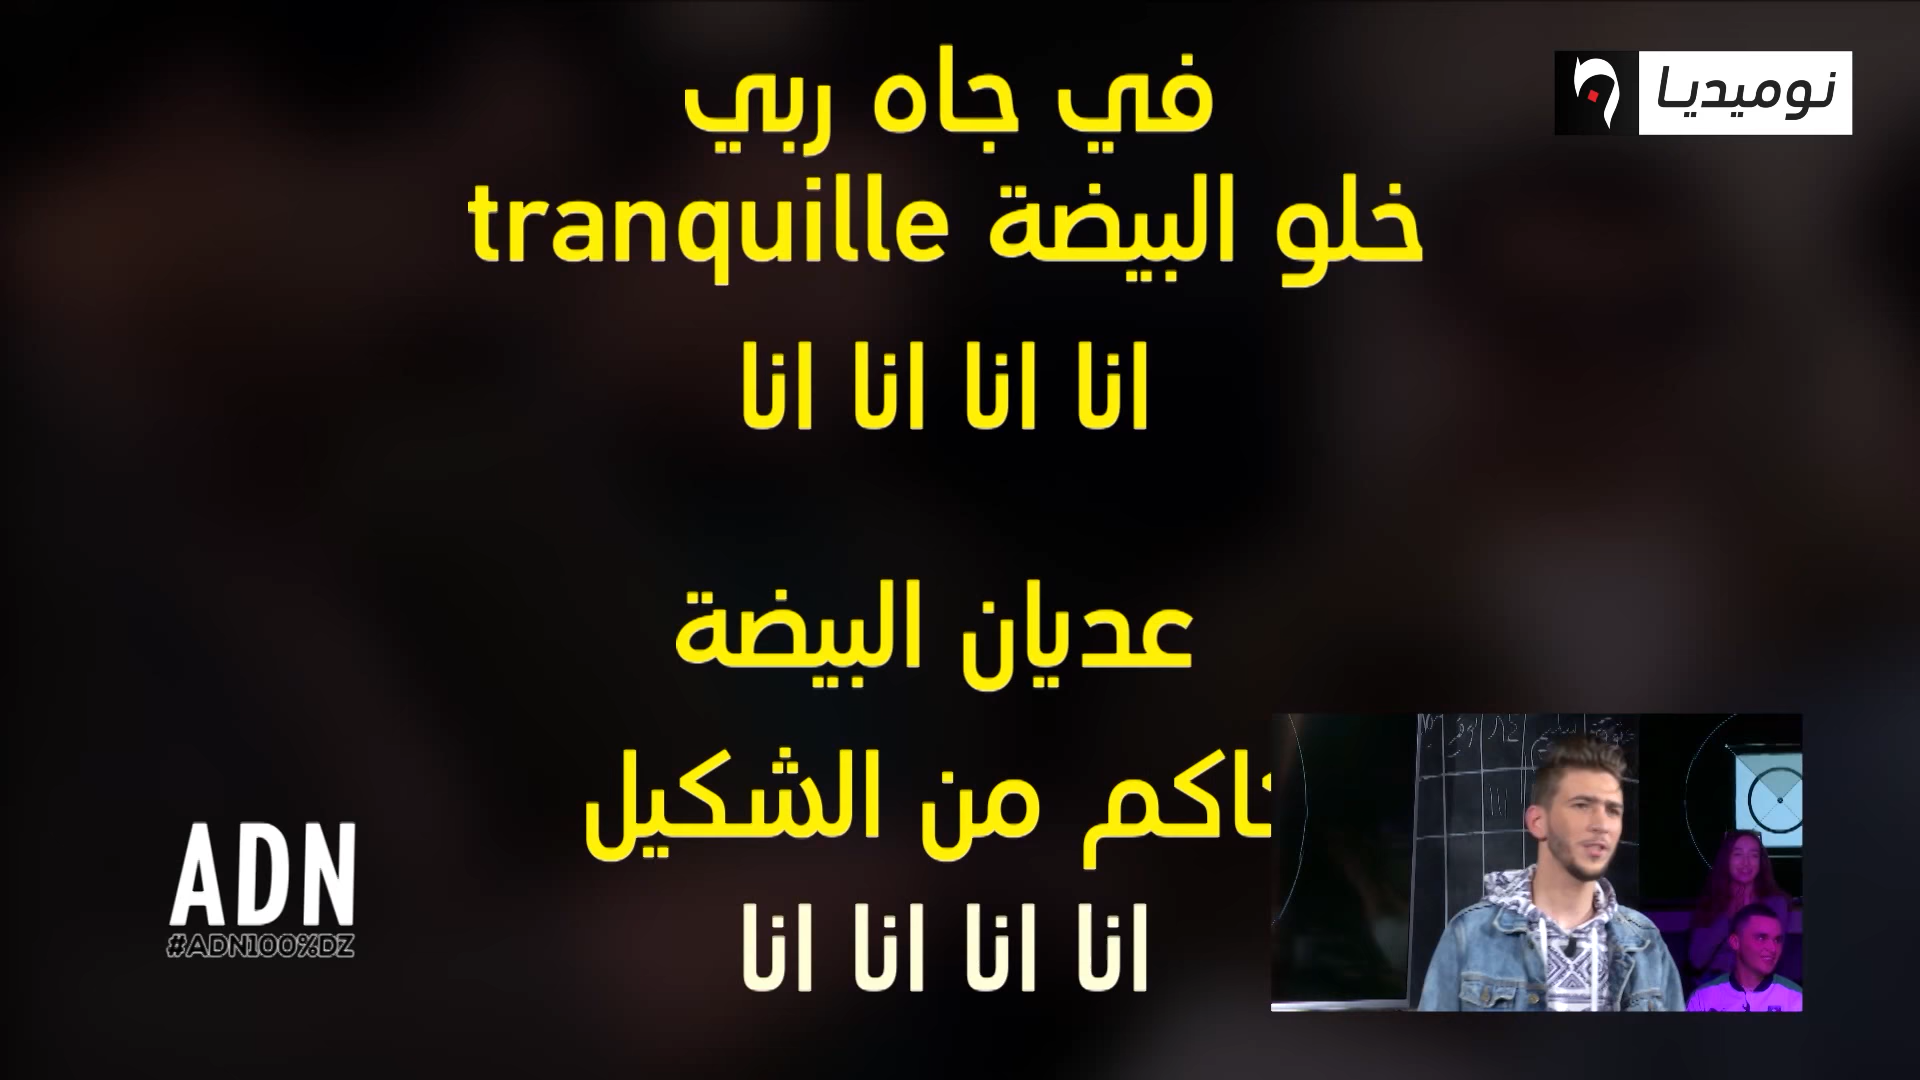 في جاه ربي
خلو البيضة tranquille
انا انا انا انا
عديان البيضة
من الشكيل
انا انا انا انا
نوميديا
ADN
#ADN100%DZ